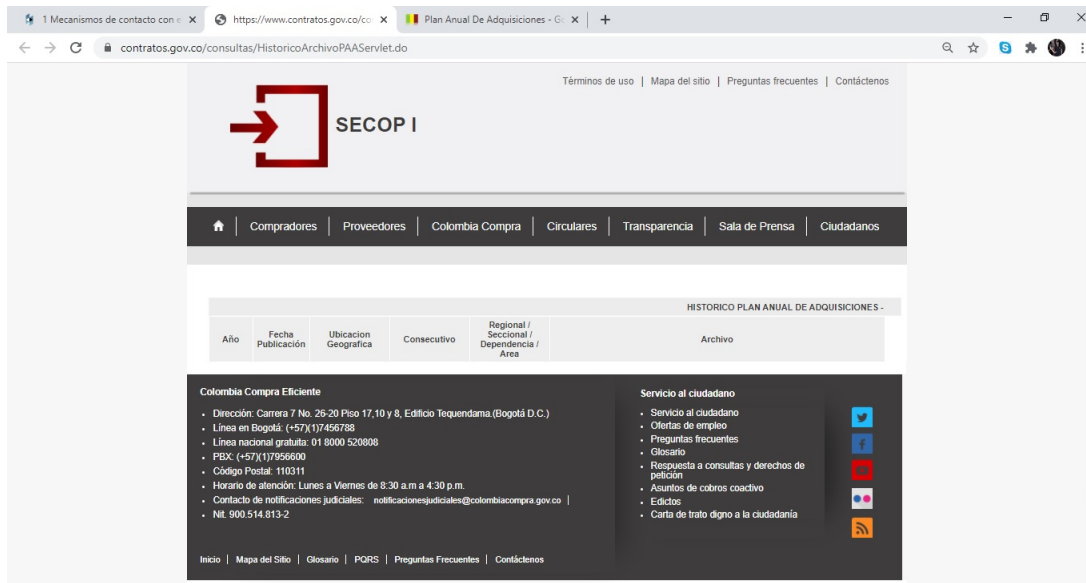 1 Mecanismos de contacto con e
https://www.contratos.gov.co/co
Plan Anual De Adquisiciones - Go
contratos.gov.co/consultas/HistoricoArchivoPAAServlet.do
Términos de uso | Mapa del sitio | Preguntas frecuentes | Contáctenos
SECOP I
Compradores | Proveedores | Colombia Compra | Circulares | Transparencia | Sala de Prensa | Ciudadanos
HISTORICO PLAN ANUAL DE ADQUISICIONES -
Año
Fecha
Publicación
Ubicacion
Geografica
Consecutivo
Regional /
Seccional /
Dependencia /
Area
Archivo
Colombia Compra Eficiente
• Dirección: Carrera 7 No. 26-20 Piso 17,10 y 8, Edificio Tequendama.(Bogotá D.C.)
• Línea en Bogotá: (+57)(1)7456788
• Línea nacional gratuita: 01 8000 520808
• PBX: (+57)(1)7956600
• Código Postal: 110311
• Horario de atención: Lunes a Viernes de 8:30 a.m a 4:30 p.m.
• Contacto de notificaciones judiciales: notificacionesjudiciales@colombiacompra.gov.co |
• Nit. 900.514.813-2
Servicio al ciudadano
• Servicio al ciudadano
• Ofertas de empleo
• Preguntas frecuentes
• Glosario
• Respuesta a consultas y derechos de
petición
• Asuntos de cobros coactivo
• Edictos
• Carta de trato digno a la ciudadanía
Inicio | Mapa del Sitio | Glosario | PQRS | Preguntas Frecuentes | Contáctenos